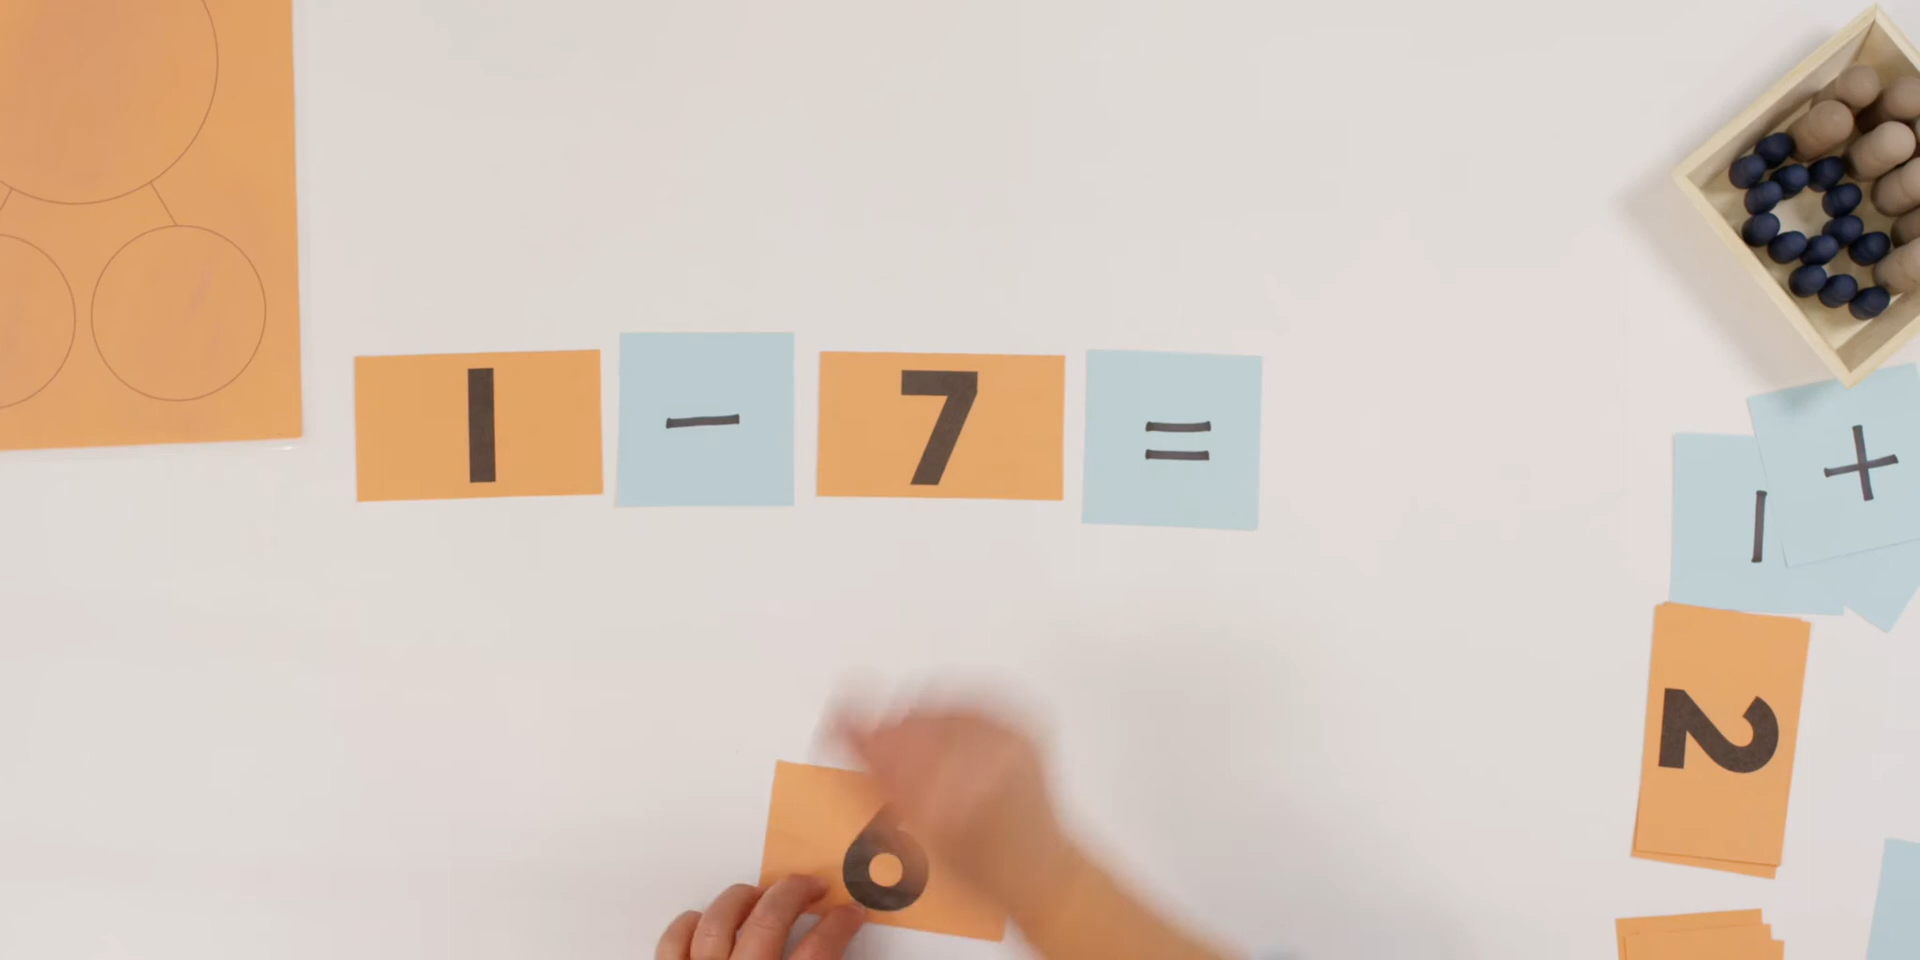 1 - 7 =
+
-
2
6